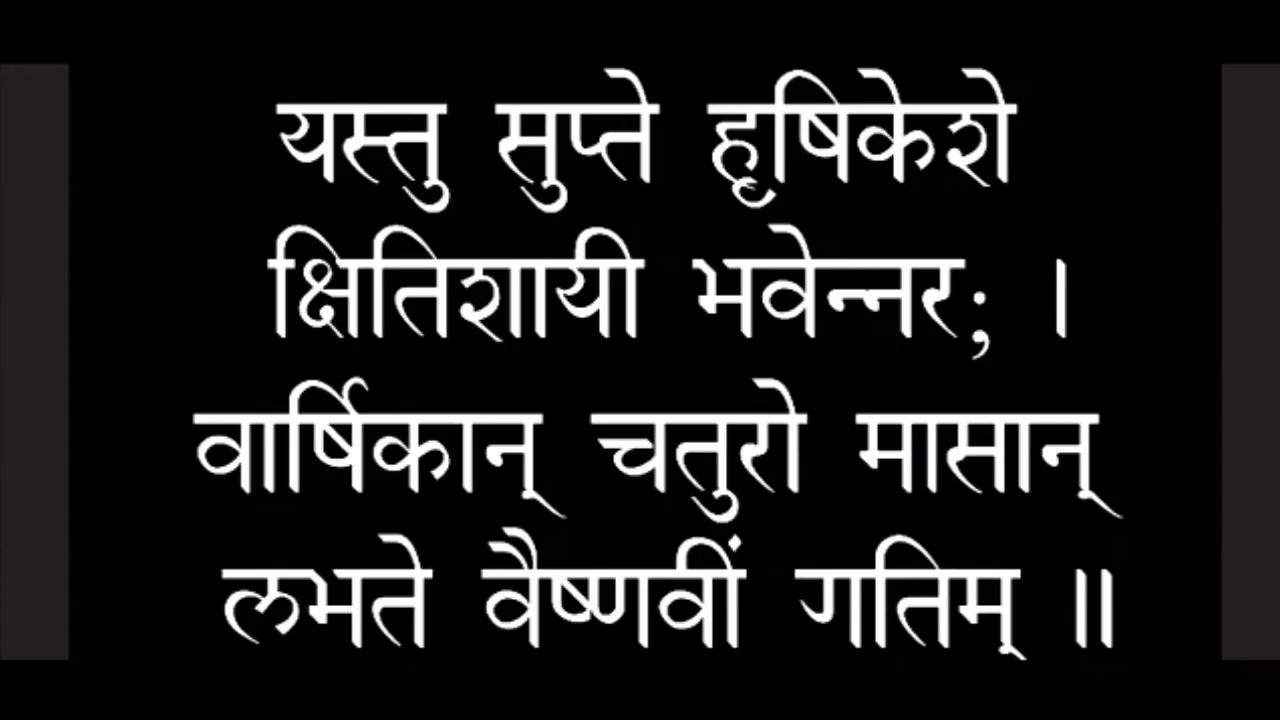 यस्तु सुप्ते हृषिकेशे
क्षितिशायी भवेन्नर; ।
वार्षिकान् चतुरो मासान्
लभते वैष्णवीं गतिम् ॥